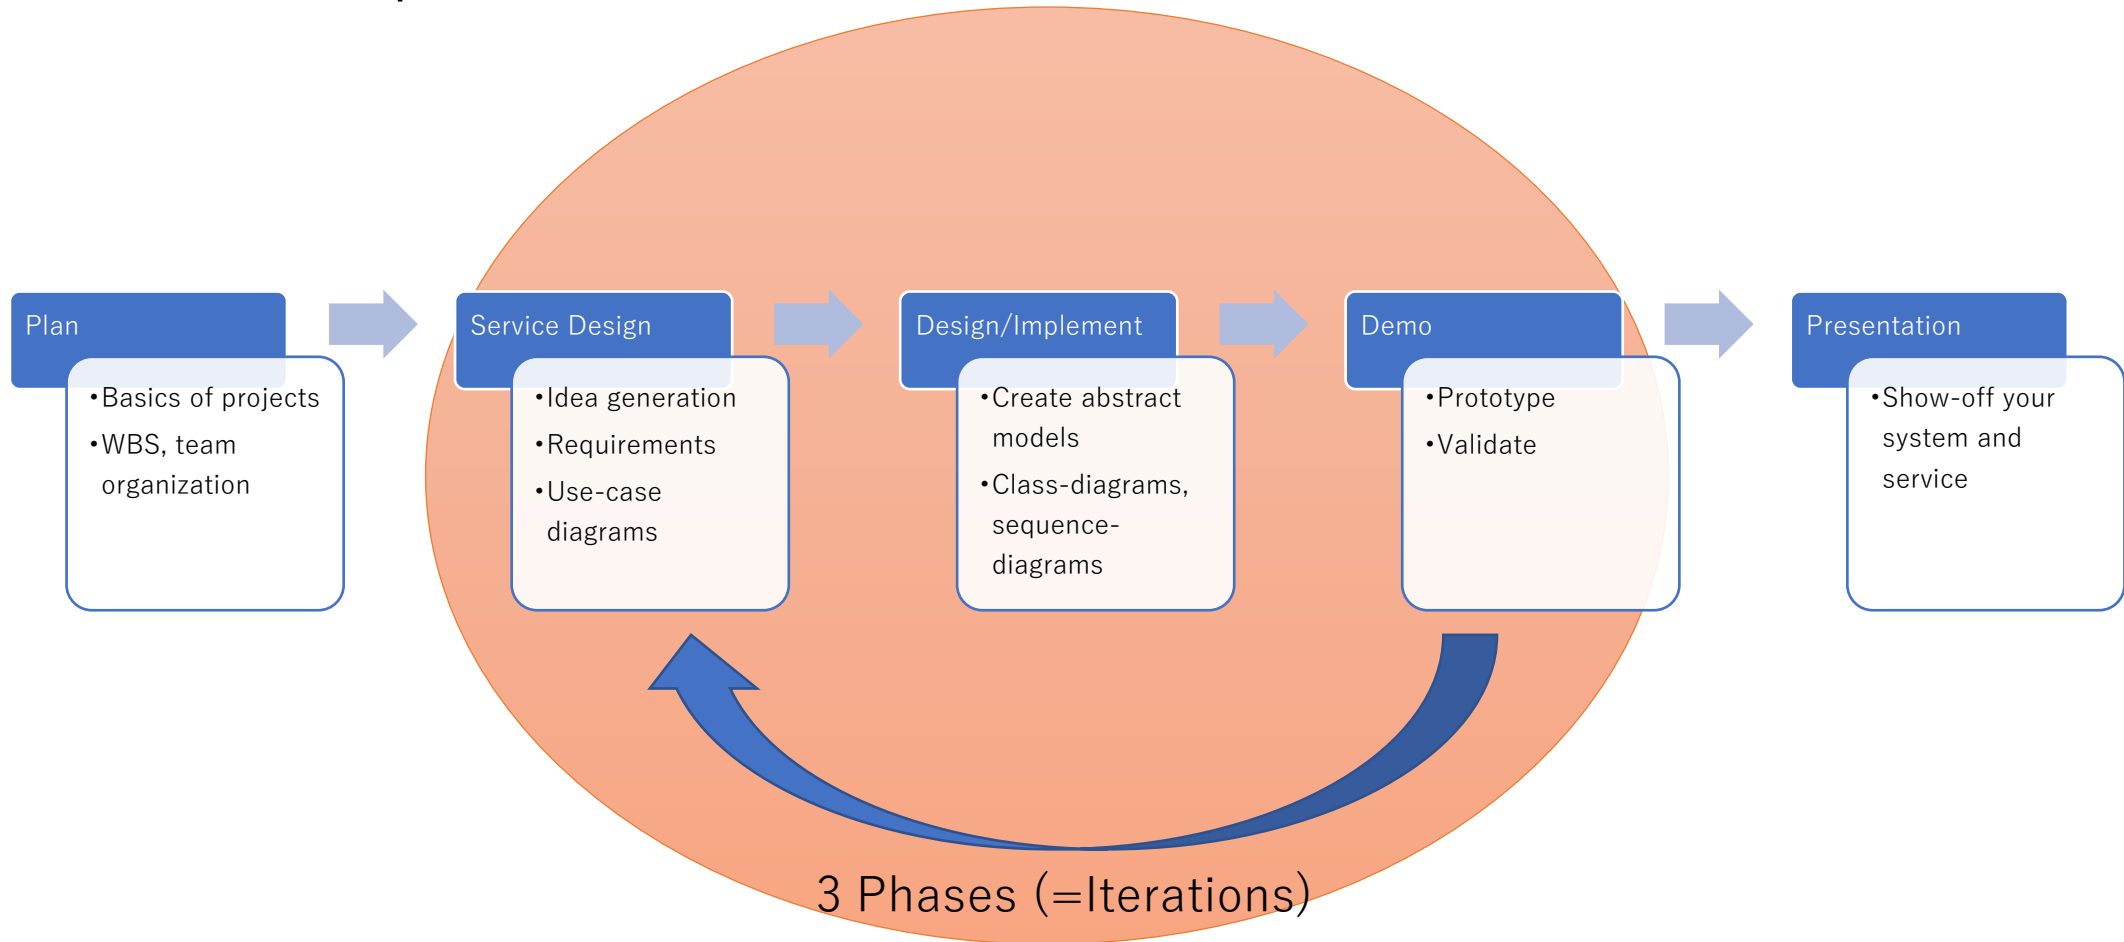 Plan
•Basics of projects
•WBS, team
organization
Service Design
•Idea generation
•Requirements
•Use-case
diagrams
Design/Implement
•Create abstract
models
•Class-diagrams,
sequence-
diagrams
Demo
•Prototype
•Validate
Presentation
•Show-off your
system and
service
3 Phases (=Iterations)